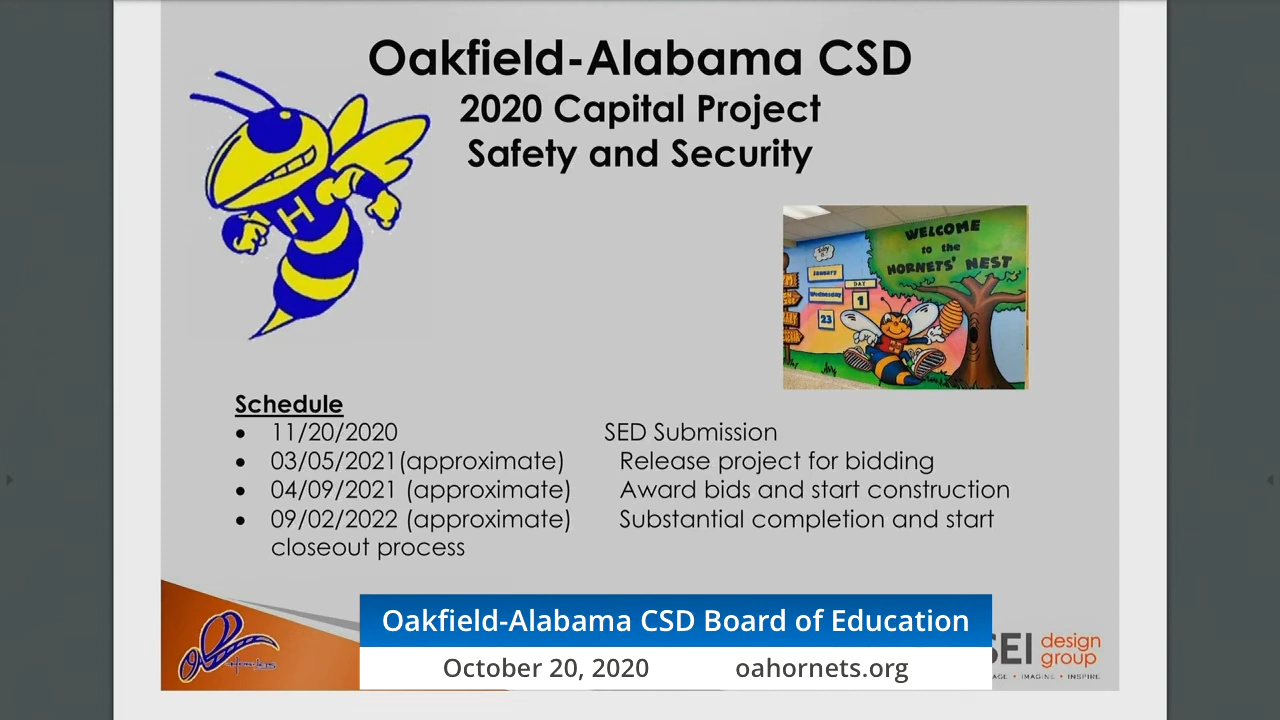 Oakfield-Alabama CSD
2020 Capital Project
Safety and Security
H
WELCOME
to the
HORNETS' NEST
Today is
January
DAY
Wednesday
1
23
Schedule
• 11/20/2020 SED Submission
• 03/05/2021(approximate) Release project for bidding
• 04/09/2021 (approximate) Award bids and start construction
• 09/02/2022 (approximate) Substantial completion and start
closeout process
Oakfield-Alabama CSD Board of Education
October 20, 2020 oahornets.org
SEI design
group
• IMAGINE • INSPIRE